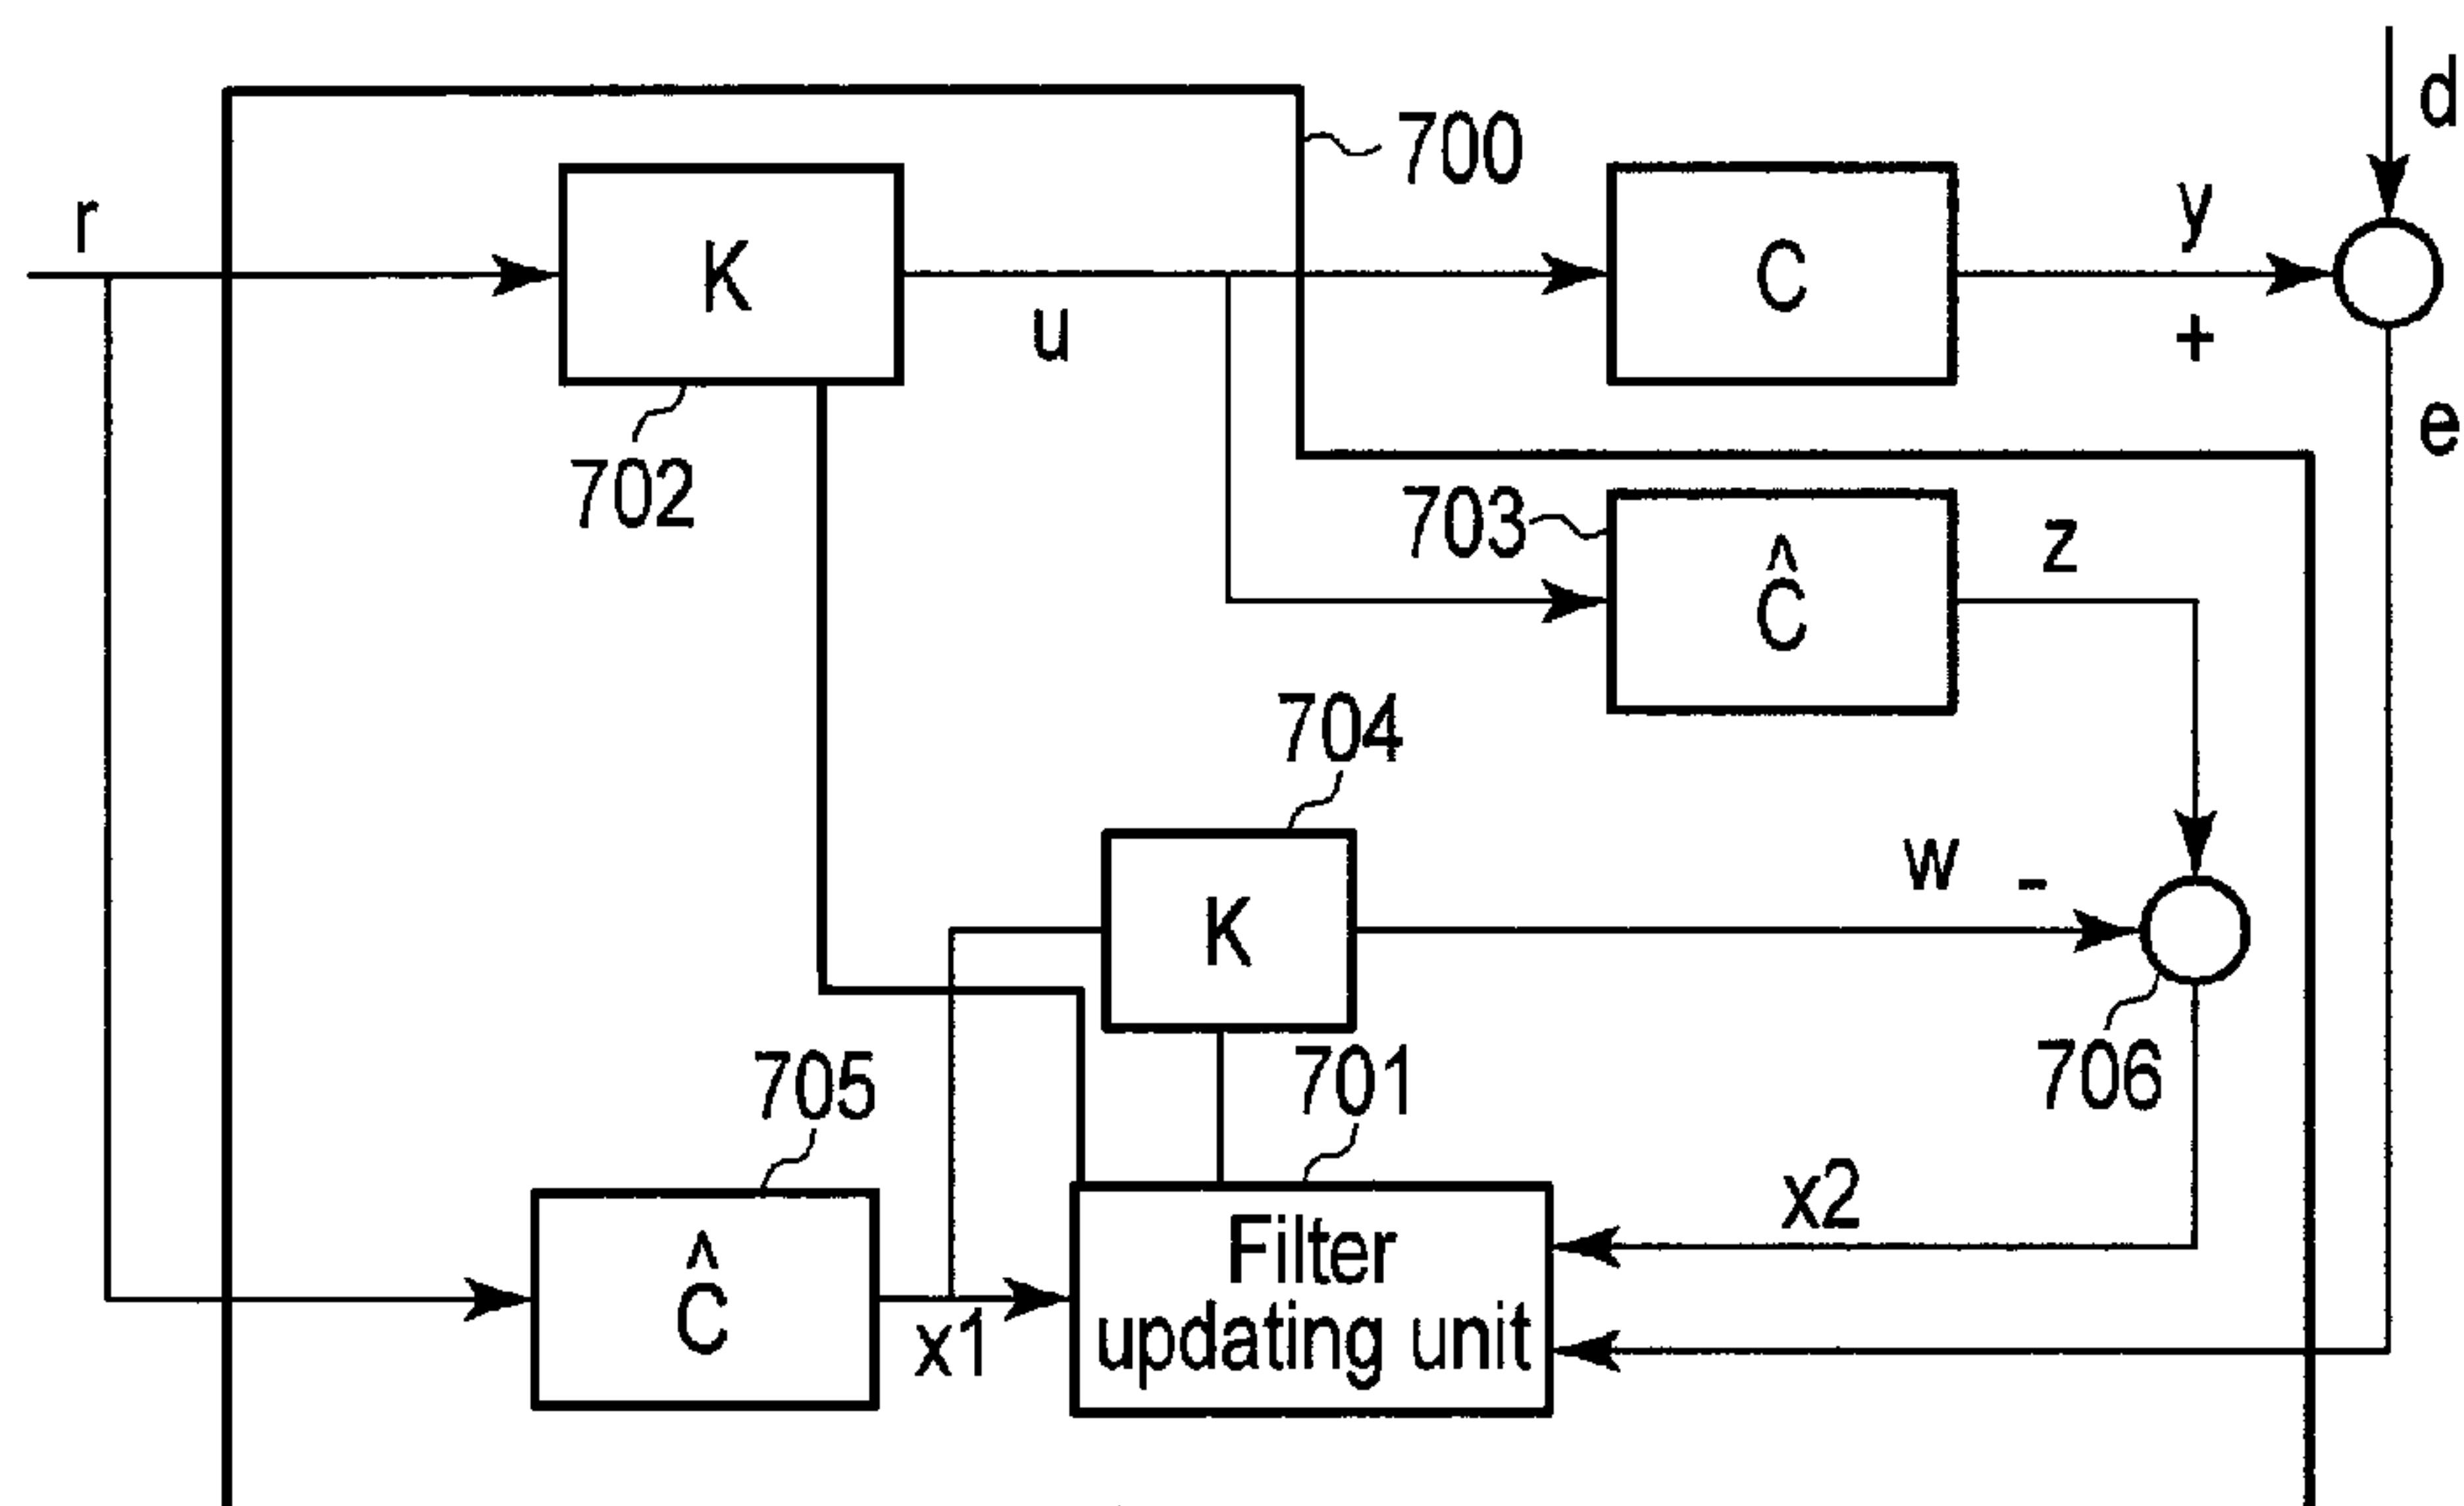 d
700
r
y
K
C
u
+
e
702
703
z
Ĉ
704
w -
K
706
705
701
x2
Filter
updating unit
Ĉ
x1